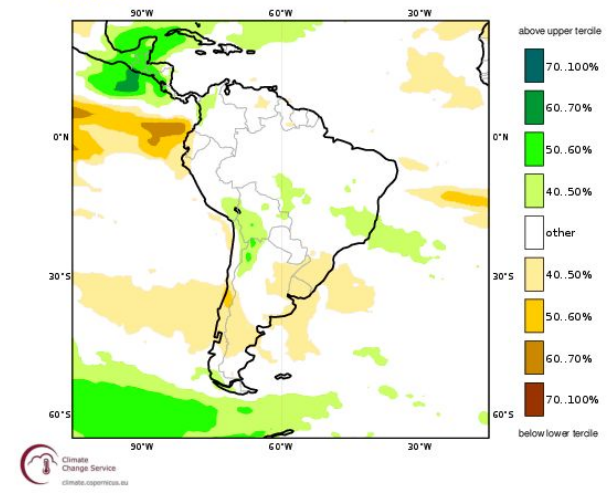 90°W 60°W 30°W
above upper tercile
70..100%
60..70%
50..60%
40..50%
other
40..50%
50..60%
60..70%
70..100%
below lower tercile
0°N 0°N
30°S 30°S
60°S 60°S
90°W 60°W 30°W
Climate
Change Service
climate.copernicus.eu